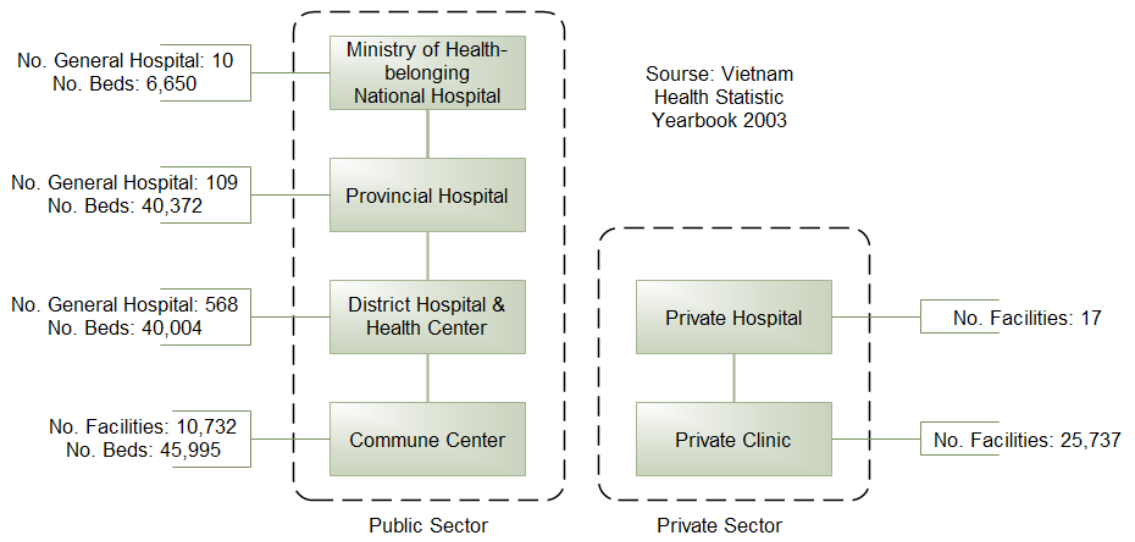 No. General Hospital: 10
No. Beds: 6,650
Ministry of Health-
belonging
National Hospital
Sourse: Vietnam
Health Statistic
Yearbook 2003
No. General Hospital: 109
No. Beds: 40,372
Provincial Hospital
No. General Hospital: 568
No. Beds: 40,004
District Hospital &
Health Center
Private Hospital
No. Facilities: 17
No. Facilities: 10,732
No. Beds: 45,995
Commune Center
Private Clinic
No. Facilities: 25,737
Public Sector
Private Sector